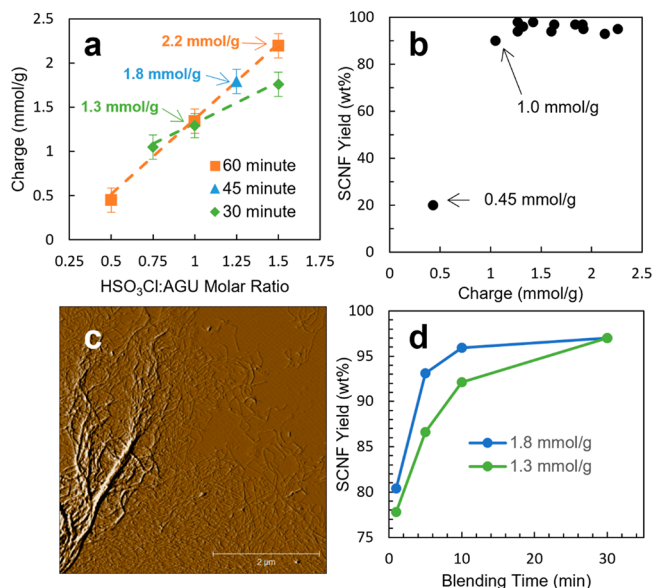 a
Charge (mmol/g)
2.5
2
1.5
1
0.5
0
2.2 mmol/g
1.8 mmol/g
1.3 mmol/g
60 minute
45 minute
30 minute
0.25 0.5 0.75 1 1.25 1.5 1.75
HSO₃Cl:AGU Molar Ratio
b
SCNF Yield (wt%)
100
80
60
40
20
0
1.0 mmol/g
0.45 mmol/g
0 0.5 1 1.5 2 2.5
Charge (mmol/g)
c
2 µm
d
SCNF Yield (wt%)
100
95
90
85
80
75
1.8 mmol/g
1.3 mmol/g
0 10 20 30
Blending Time (min)